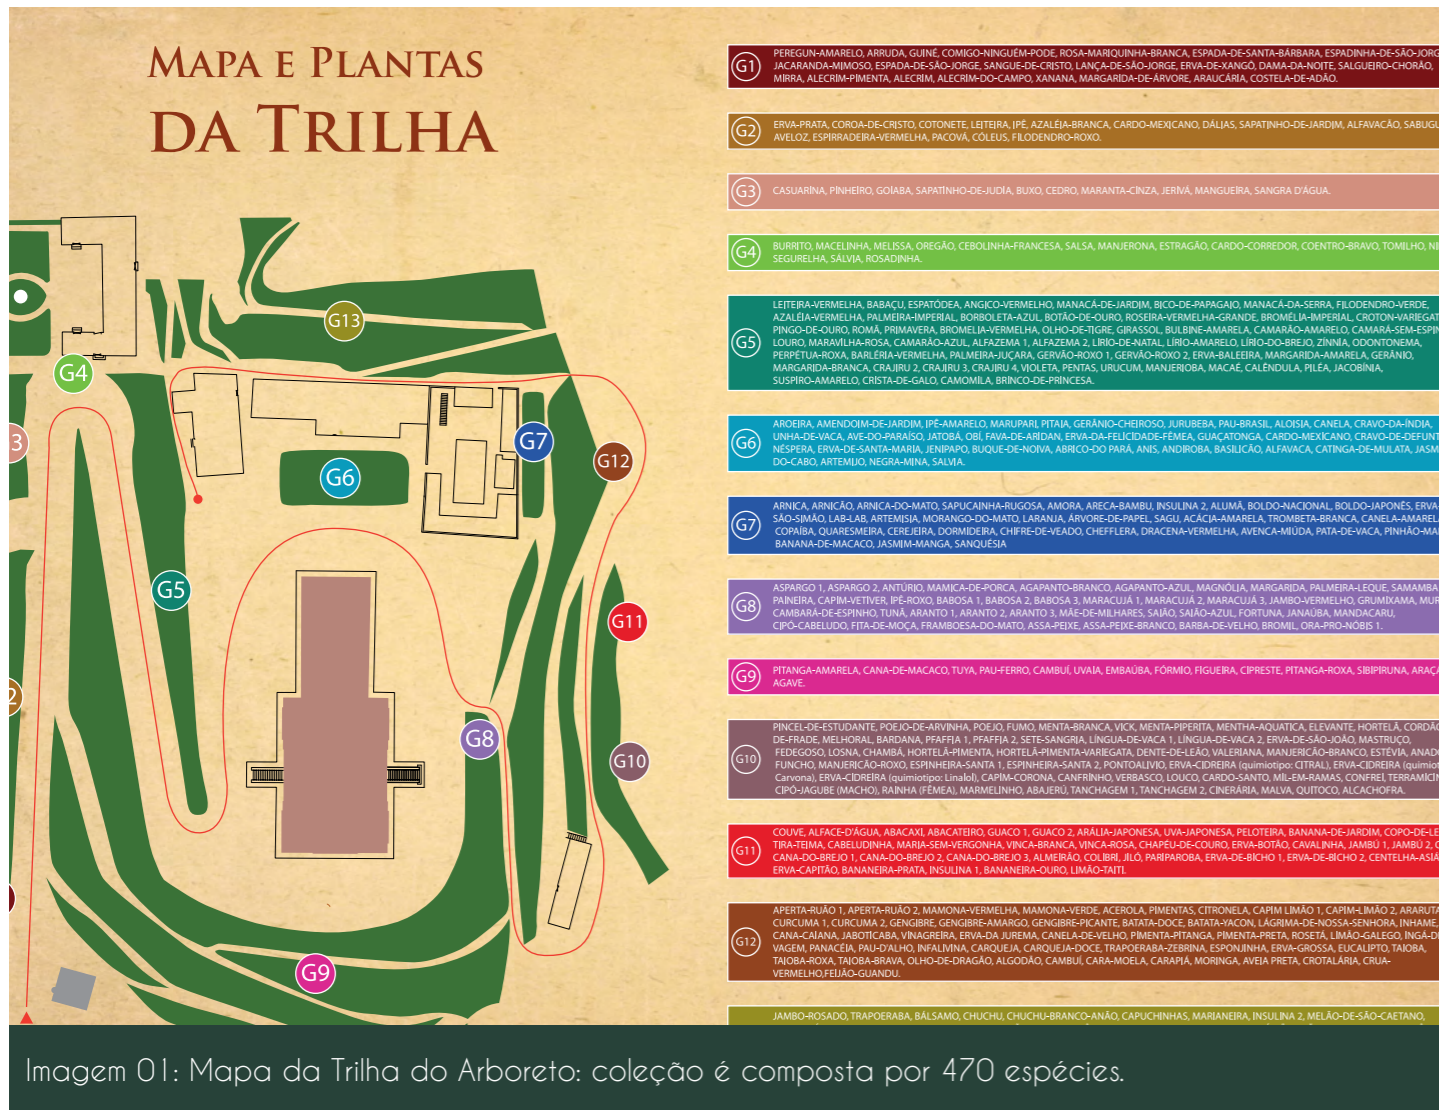 MAPA E PLANTAS
DA TRILHA
G1
PEREGUN-AMARELO, ARRUDA, GUINÉ, COMIGO-NINGUÉM-PODE, ROSA-MARIQUINHA-BRANCA, ESPADA-DE-SANTA-BÁRBARA, ESPADINHA-DE-SÃO-JORG
JACARANDA-MIMOSO, ESPADA-DE-SÃO-JORGE, SANGUE-DE-CRISTO, LANÇA-DE-SÃO-JORGE, ERVA-DE-XANGÔ, DAMA-DA-NOITE, SALGUEIRO-CHORÃO,
MIRRA, ALECRIM-PIMENTA, ALECRIM, ALECRIM-DO-CAMPO, XANANA, MARGARIDA-DE-ÁRVORE, ARAUCÁRIA, COSTELA-DE-ADÃO.
G2
ERVA-PRATA, COROA-DE-CRISTO, COTONETE, LEITEIRA, IPÊ, AZALÉIA-BRANCA, CARDO-MEXICANO, DÁLIAS, SAPATINHO-DE-JARDIM, ALFAVACÃO, SABUGU
AVELOZ, ESPIRRADEIRA-VERMELHA, PACOVÁ, CÓLEUS, FILODENDRO-ROXO.
G3
CASUARINA, PINHEIRO, GOIABA, SAPATINHO-DE-JUDIA, BUXO, CEDRO, MARANTA-CINZA, JERIVÁ, MANGUEIRA, SANGRA D'ÁGUA.
G4
BURRITO, MACELINHA, MELISSA, OREGÃO, CEBOLINHA-FRANCESA, SALSA, MANJERONA, ESTRAGÃO, CARDO-CORREDOR, COENTRO-BRAVO, TOMILHO, NI
SEGURELHA, SÁLVIA, ROSADINHA.
G5
LEITEIRA-VERMELHA, BABAÇU, ESPATÓDEA, ANGICO-VERMELHO, MANACÁ-DE-JARDIM, BICO-DE-PAPAGAIO, MANACÁ-DA-SERRA, FILODENDRO-VERDE,
AZALÉIA-VERMELHA, PALMEIRA-IMPERIAL, BORBOLETA-AZUL, BOTÃO-DE-OURO, ROSEIRA-VERMELHA-GRANDE, BROMÉLIA-IMPERIAL, CROTON-VARIEGAT
PINGO-DE-OURO, ROMÃ, PRIMAVERA, BROMELIA-VERMELHA, OLHO-DE-TIGRE, GIRASSOL, BULBINE-AMARELA, CAMARÃO-AMARELO, CAMARÁ-SEM-ESPIN
LOURO, MARAVILHA-ROSA, CAMARÃO-AZUL, ALFAZEMA 1, ALFAZEMA 2, LÍRIO-DE-NATAL, LÍRIO-AMARELO, LÍRIO-DO-BREJO, ZÍNNIA, ODONTONEMA,
PERPÉTUA-ROXA, BARLÉRIA-VERMELHA, PALMEIRA-JUÇARA, GERVÃO-ROXO 1, GERVÃO-ROXO 2, ERVA-BALEEIRA, MARGARIDA-AMARELA, GERÂNIO,
MARGARIDA-BRANCA, CRAJIRU 2, CRAJIRU 3, CRAJIRU 4, VIOLETA, PENTAS, URUCUM, MANJERIOBA, MACAÉ, CALÊNDULA, PILÉA, JACOBÍNIA,
SUSPIRO-AMARELO, CRISTA-DE-GALO, CAMOMILA, BRINCO-DE-PRINCESA.
G6
AROEIRA, AMENDOIM-DE-JARDIM, IPÊ-AMARELO, MARUPARI, PITAIA, GERÂNIO-CHEIROSO, JURUBEBA, PAU-BRASIL, ALOISIA, CANELA, CRAVO-DA-ÍNDIA,
UNHA-DE-VACA, AVE-DO-PARAÍSO, JATOBÁ, OBÍ, FAVA-DE-ARIDAN, ERVA-DA-FELICIDADE-FÊMEA, GUAÇATONGA, CARDO-MEXICANO, CRAVO-DE-DEFUNT
NÊSPERA, ERVA-DE-SANTA-MARIA, JENIPAPO, BUQUE-DE-NOIVA, ABRICO-DO PARÁ, ANIS, ANDIROBA, BASILICÃO, ALFAVACA, CATINGA-DE-MULATA, JASM
DO-CABO, ARTEMIJO, NEGRA-MINA, SALVIA.
G7
ARNICA, ARNICÃO, ARNICA-DO-MATO, SAPUCAINHA-RUGOSA, AMORA, ARECA-BAMBU, INSULINA 2, ALUMÃ, BOLDO-NACIONAL, BOLDO-JAPONÊS, ERVA-
SÃO-SIMÃO, LAB-LAB, ARTEMISIA, MORANGO-DO-MATO, LARANJA, ÁRVORE-DE-PAPEL, SAGU, ACÁCIA-AMARELA, TROMBETA-BRANCA, CANELA-AMAREL
COPAÍBA, QUARESMEIRA, CEREJEIRA, DORMIDEIRA, CHIFRE-DE-VEADO, CHEFFLERA, DRACENA-VERMELHA, AVENCA-MIÚDA, PATA-DE-VACA, PINHÃO-MA
BANANA-DE-MACACO, JASMIM-MANGA, SANQUÉSIA
G8
ASPARGO 1, ASPARGO 2, ANTÚRIO, MAMICA-DE-PORCA, AGAPANTO-BRANCO, AGAPANTO-AZUL, MAGNÓLIA, MARGARIDA, PALMEIRA-LEQUE, SAMAMBA
PAINEIRA, CAPIM-VETIVER, IPÊ-ROXO, BABOSA 1, BABOSA 2, BABOSA 3, MARACUJÁ 1, MARACUJÁ 2, MARACUJÁ 3, JAMBO-VERMELHO, GRUMIXAMA, MUR
CAMBARÁ-DE-ESPINHO, TUNÃ, ARANTO 1, ARANTO 2, ARANTO 3, MÃE-DE-MILHARES, SAIÃO, SAIÃO-AZUL, FORTUNA, JANAÚBA, MANDACARU,
CIPÓ-CABELUDO, FITA-DE-MOÇA, FRAMBOESA-DO-MATO, ASSA-PEIXE, ASSA-PEIXE-BRANCO, BARBA-DE-VELHO, BROMIL, ORA-PRO-NÓBIS 1.
G9
PITANGA-AMARELA, CANA-DE-MACACO, TUYA, PAU-FERRO, CAMBUÍ, UVAIA, EMBAÚBA, FÓRMIO, FIGUEIRA, CIPRESTE, PITANGA-ROXA, SIBIPIRUNA, ARAÇÁ
AGAVE.
G10
PINCEL-DE-ESTUDANTE, POEJO-DE-ARVINHA, POEJO, FUMO, MENTA-BRANCA, VICK, MENTA-PIPERITA, MENTHA-AQUATICA, ELEVANTE, HORTELÃ, CORDÃO
DE-FRADE, MELHORAL, BARDANA, PFAFFIA 1, PFAFFIA 2, SETE-SANGRIA, LÍNGUA-DE-VACA 1, LÍNGUA-DE-VACA 2, ERVA-DE-SÃO-JOÃO, MASTRUÇO,
FEDEGOSO, LOSNA, CHAMBÁ, HORTELÃ-PIMENTA, HORTELÃ-PIMENTA-VARIEGATA, DENTE-DE-LEÃO, VALERIANA, MANJERICÃO-BRANCO, ESTÉVIA, ANADO
FUNCHO, MANJERICÃO-ROXO, ESPINHEIRA-SANTA 1, ESPINHEIRA-SANTA 2, PONTOALIVIO, ERVA-CIDREIRA (quimiotipo: CITRAL), ERVA-CIDREIRA (quimiot
Carvona), ERVA-CIDREIRA (quimiotipo: Linalol), CAPIM-CORONA, CANFRINHO, VERBASCO, LOUCO, CARDO-SANTO, MIL-EM-RAMAS, CONFREI, TERRAMICIN
CIPÓ-JAGUBE (MACHO), RAINHA (FÊMEA), MARMELINHO, ABAJERÚ, TANCHAGEM 1, TANCHAGEM 2, CINERÁRIA, MALVA, QUITOCO, ALCACHOFRA.
G11
COUVE, ALFACE-D'ÁGUA, ABACAXI, ABACATEIRO, GUACO 1, GUACO 2, ARÁLIA-JAPONESA, UVA-JAPONESA, PELOTEIRA, BANANA-DE-JARDIM, COPO-DE-LE
TIRA-TEIMA, CABELUDINHA, MARIA-SEM-VERGONHA, VINCA-BRANCA, VINCA-ROSA, CHAPÉU-DE-COURO, ERVA-BOTÃO, CAVALINHA, JAMBÚ 1, JAMBÚ 2, C
CANA-DO-BREJO 1, CANA-DO-BREJO 2, CANA-DO-BREJO 3, ALMEIRÃO, COLIBRI, JILÓ, PARIPAROBA, ERVA-DE-BICHO 1, ERVA-DE-BICHO 2, CENTELHA-ASIÁ
ERVA-CAPITÃO, BANANEIRA-PRATA, INSULINA 1, BANANEIRA-OURO, LIMÃO-TAITI.
G12
APERTA-RUÃO 1, APERTA-RUÃO 2, MAMONA-VERMELHA, MAMONA-VERDE, ACEROLA, PIMENTAS, CITRONELA, CAPIM LIMÃO 1, CAPIM-LIMÃO 2, ARARUTA
CURCUMA 1, CURCUMA 2, GENGIBRE, GENGIBRE-AMARGO, GENGIBRE-PICANTE, BATATA-DOCE, BATATA-YACON, LÁGRIMA-DE-NOSSA-SENHORA, INHAME,
CANA-CAIANA, JABOTICABA, VINAGREIRA, ERVA-DA JUREMA, CANELA-DE-VELHO, PIMENTA-PITANGA, PIMENTA-PRETA, ROSETÁ, LIMÃO-GALEGO, INGÁ-D
VAGEM, PANACÉIA, PAU-D'ALHO, INFALIVINA, CARQUEJA, CARQUEJA-DOCE, TRAPOERABA-ZEBRINA, ESPONJINHA, ERVA-GROSSA, EUCALIPTO, TAIOBA,
TAIOBA-ROXA, TAIOBA-BRAVA, OLHO-DE-DRAGÃO, ALGODÃO, CAMBUÍ, CARA-MOELA, CARAPIÁ, MORINGA, AVEIA PRETA, CROTALÁRIA, CRUA-
VERMELHO,FEIJÃO-GUANDU.
JAMBO-ROSADO, TRAPOERABA, BÁLSAMO, CHUCHU, CHUCHU-BRANCO-ANÃO, CAPUCHINHAS, MARIANEIRA, INSULINA 2, MELÃO-DE-SÃO-CAETANO,
G13
G4
3
G7
G12
G6
G5
G11
2
G8
G10
G9
Imagem 01: Mapa da Trilha do Arboreto: coleção é composta por 470 espécies.